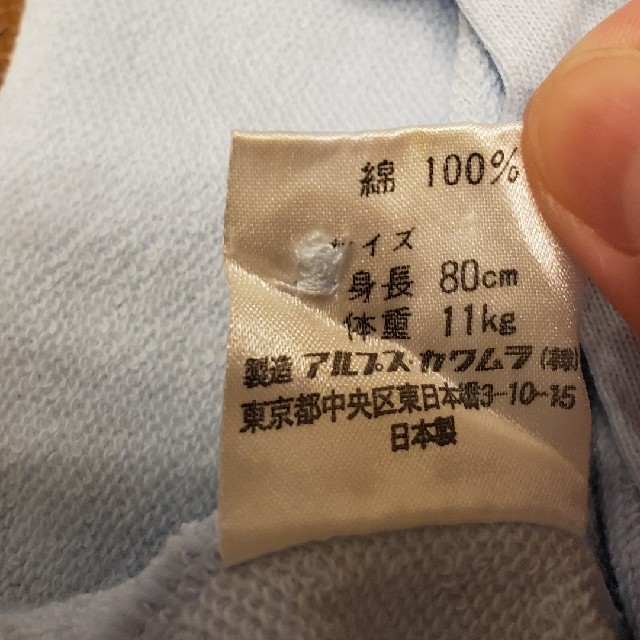 綿 100%
サイズ
身長 80cm
体重 11kg
製造 アルプスカワムラ(株)
東京都中央区東日本橋3-10-15
日本製